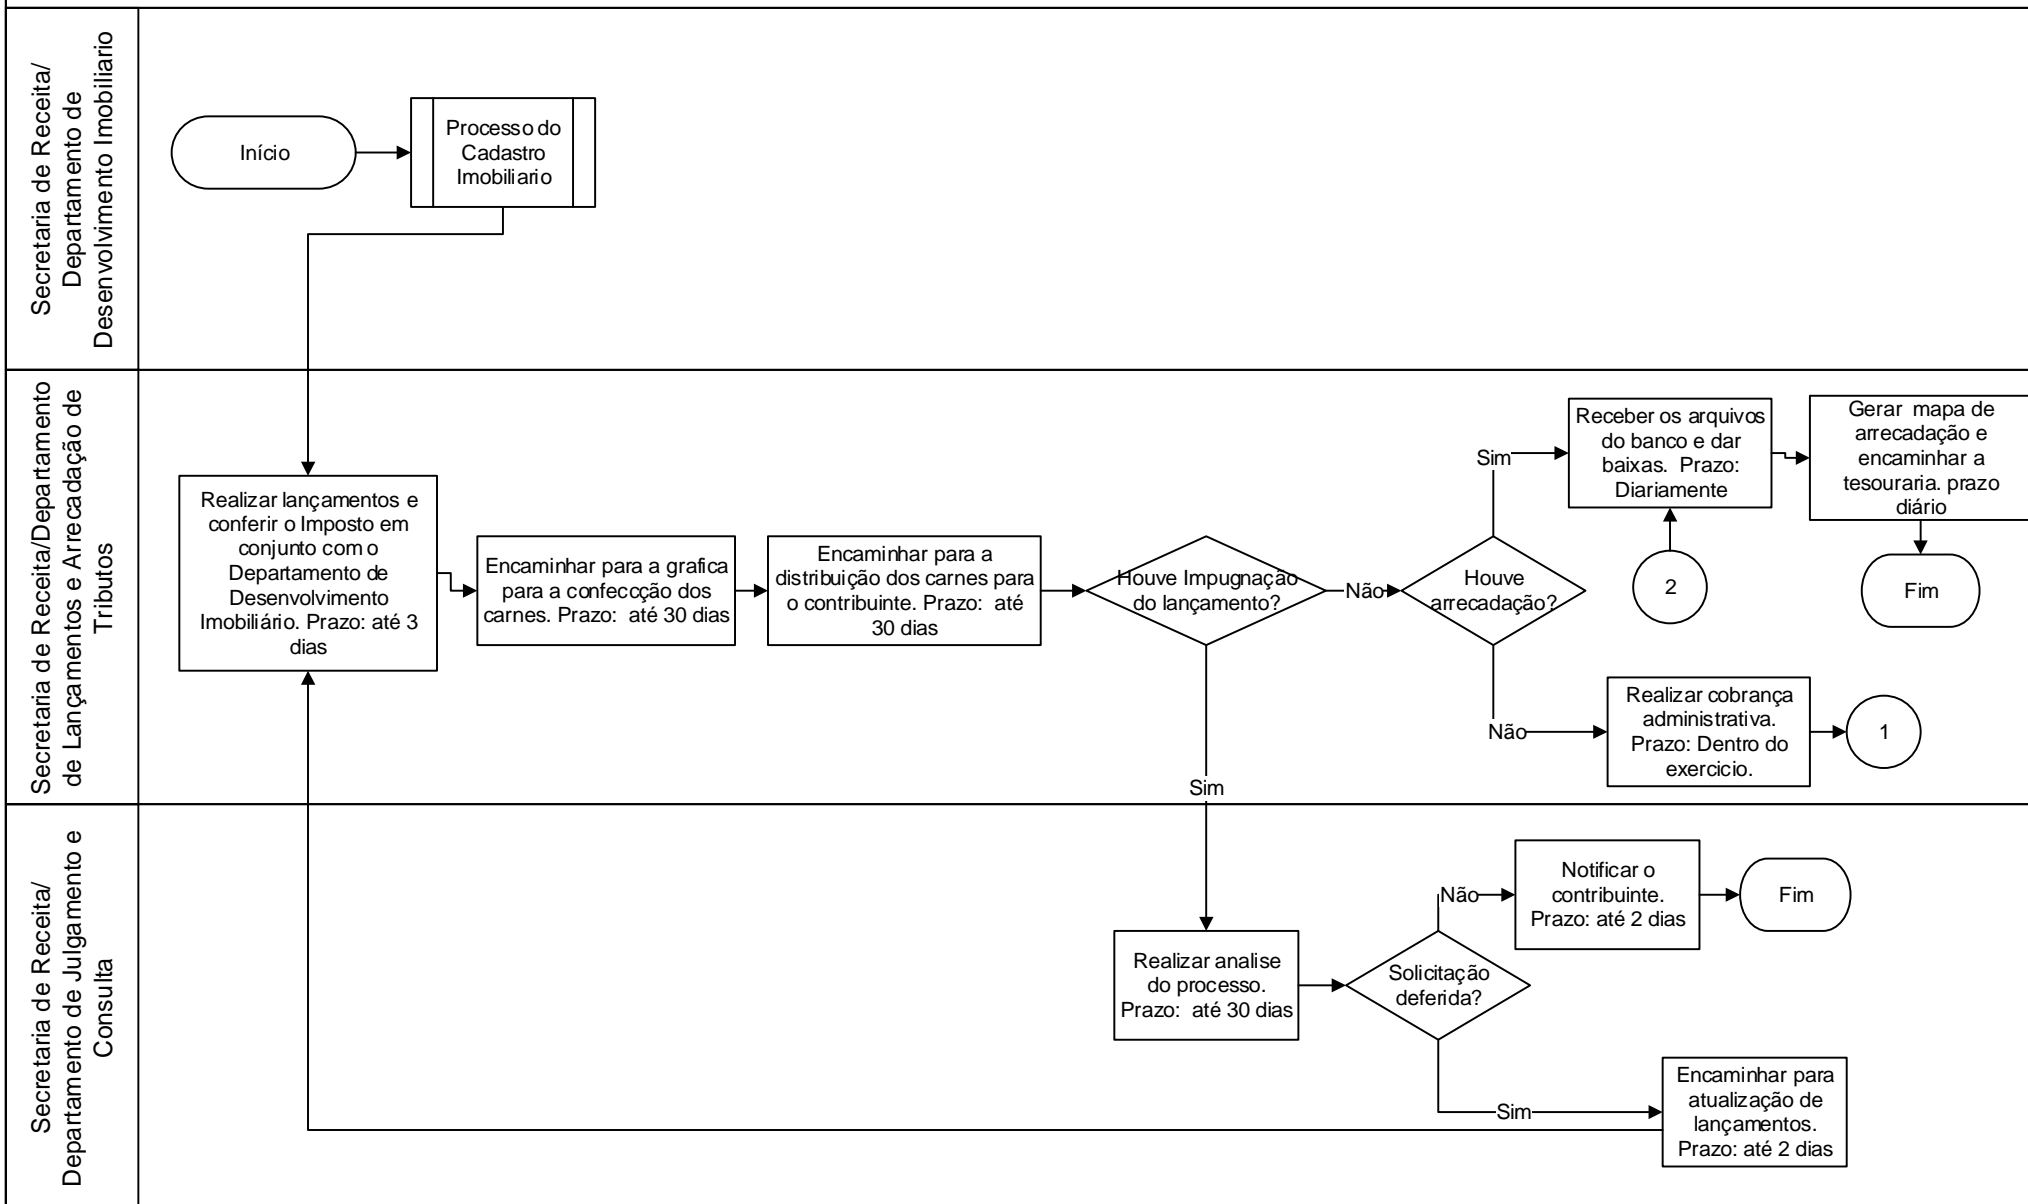 Secretaria de Receita/
Departamento de
Desenvolvimento Imobiliario
Início
Processo do
Cadastro
Imobiliario
Secretaria de Receita/Departamento
de Lançamentos e Arrecadação de
Tributos
Realizar lançamentos e
conferir o Imposto em
conjunto com o
Departamento de
Desenvolvimento
Imobiliário. Prazo: até 3
dias
Encaminhar para a grafica
para a confeccção dos
carnes. Prazo: até 30 dias
Encaminhar para a
distribuição dos carnes para
o contribuinte. Prazo: até
30 dias
Houve Impugnação
do lançamento?
Não
Sim
Houve
arrecadação?
Sim
Receber os arquivos
do banco e dar
baixas. Prazo:
Diariamente
2
Gerar mapa de
arrecadação e
encaminhar a
tesouraria. prazo
diário
Fim
Não
Realizar cobrança
administrativa.
Prazo: Dentro do
exercicio.
1
Secretaria de Receita/
Departamento de Julgamento e
Consulta
Realizar analise
do processo.
Prazo: até 30 dias
Solicitação
deferida?
Não
Notificar o
contribuinte.
Prazo: até 2 dias
Fim
Sim
Encaminhar para
atualização de
lançamentos.
Prazo: até 2 dias